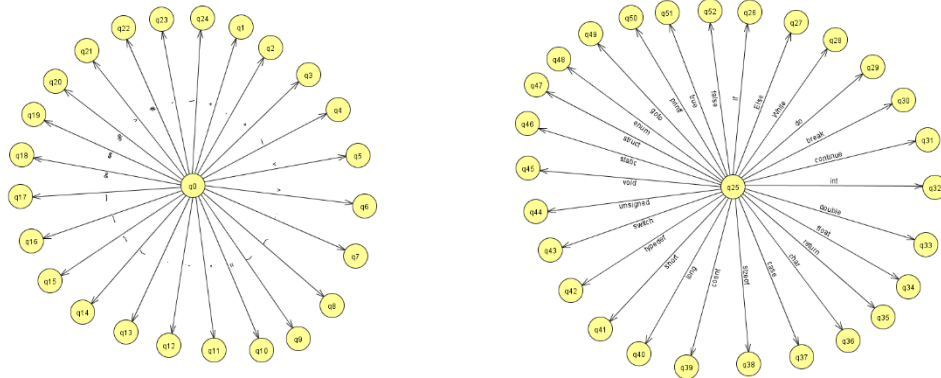 q24
q1
q2
q3
q4
q5
q6
q7
q8
q9
q10
q11
q12
q13
q14
q15
q16
q17
q18
q19
q20
q21
q22
q23
q0
&
$
%
#
<
>
q52
q26
q27
q28
q29
q30
q31
q32
q33
q34
q35
q36
q37
q38
q39
q40
q41
q42
q43
q44
q45
q46
q47
q48
q49
q50
q51
q25
if
Else
While
do
break
continue
int
double
float
return
char
case
sizeof
long
short
typedef
switch
unsigned
void
static
struct
enum
goto
printf
true
false